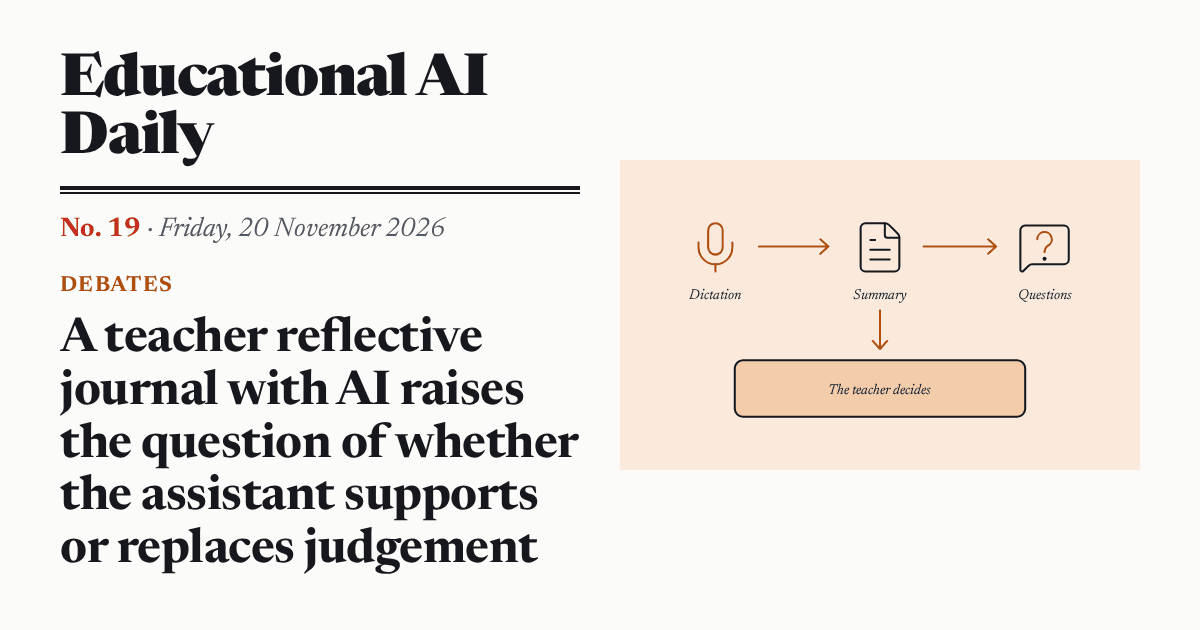 Educational AI
Daily
No. 19 · Friday, 20 November 2026
DEBATES
A teacher reflective
journal with AI raises
the question of whether
the assistant supports
or replaces judgement
Dictation
Summary
?
Questions
The teacher decides